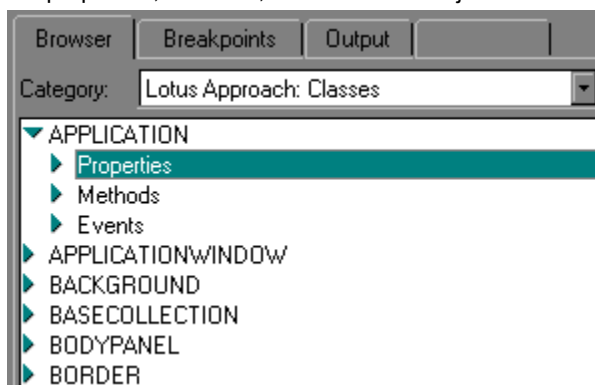 Browser Breakpoints Output
Category: Lotus Approach: Classes
APPLICATION
Properties
Methods
Events
APPLICATIONWINDOW
BACKGROUND
BASECOLLECTION
BODYPANEL
BORDER